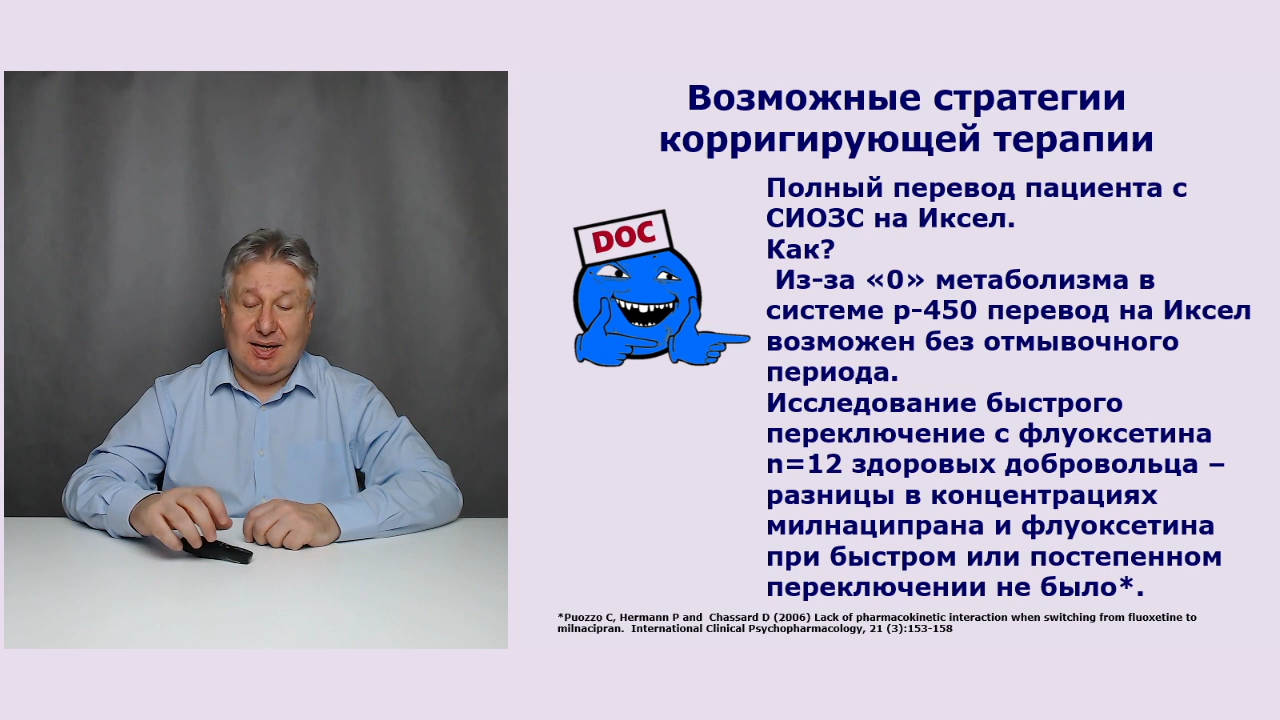 Возможные стратегии
корригирующей терапии
DOC
Полный перевод пациента с
СИОЗС на Иксел.
Как?
Из-за «0» метаболизма в
системе р-450 перевод на Иксел
возможен без отмывочного
периода.
Исследование быстрого
переключение с флуоксетина
n=12 здоровых добровольца –
разницы в концентрациях
милнаципрана и флуоксетина
при быстром или постепенном
переключении не было*.
*Puozzo C, Hermann P and Chassard D (2006) Lack of pharmacokinetic interaction when switching from fluoxetine to
milnacipran. International Clinical Psychopharmacology, 21 (3):153-158